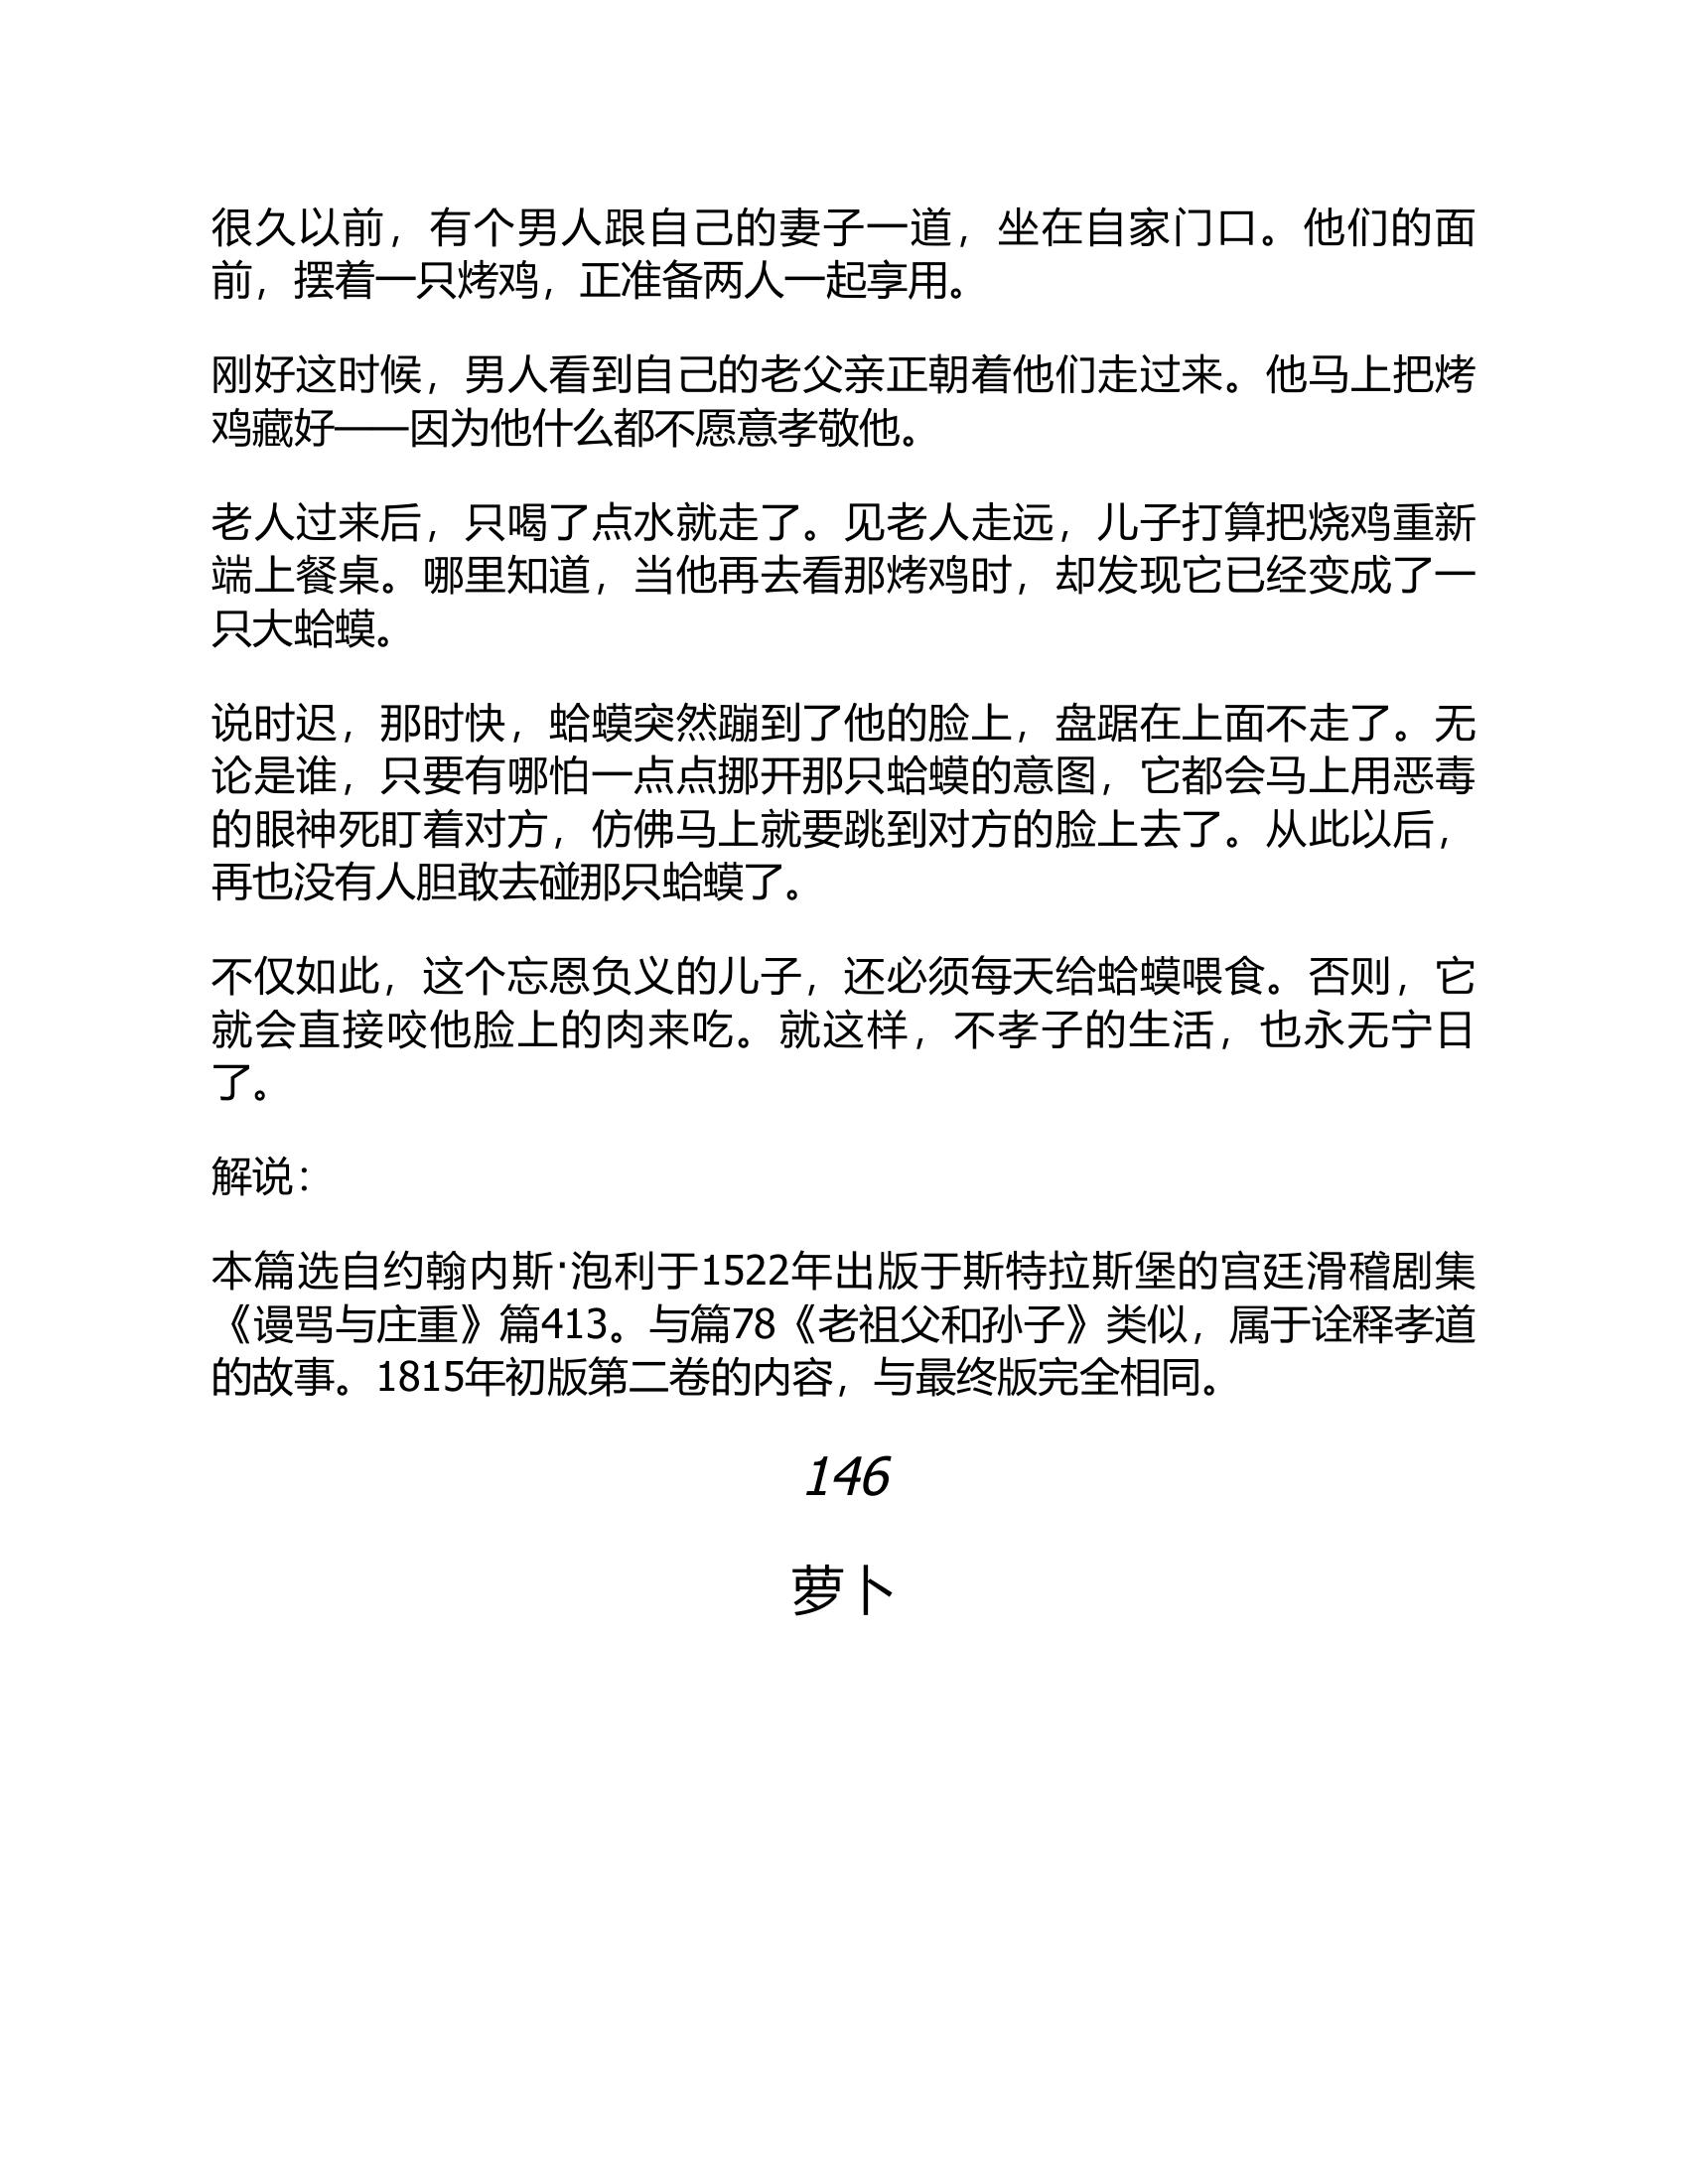 很久以前，有个男人跟自己的妻子一道，坐在自家门口。他们的面
前，摆着一只烤鸡，正准备两人一起享用。
刚好这时候，男人看到自己的老父亲正朝着他们走过来。他马上把烤
鸡藏好——因为他什么都不愿意孝敬他。
老人过来后，只喝了点水就走了。见老人走远，儿子打算把烧鸡重新
端上餐桌。哪里知道，当他再去看那烤鸡时，却发现它已经变成了一
只大蛤蟆。
说时迟，那时快，蛤蟆突然蹦到了他的脸上，盘踞在上面不走了。无
论是谁，只要有哪怕一点点挪开那只蛤蟆的意图，它都会马上用恶毒
的眼神死盯着对方，仿佛马上就要跳到对方的脸上去了。从此以后，
再也没有人胆敢去碰那只蛤蟆了。
不仅如此，这个忘恩负义的儿子，还必须每天给蛤蟆喂食。否则，它
就会直接咬他脸上的肉来吃。就这样，不孝子的生活，也永无宁日
了。
解说：
本篇选自约翰内斯·泡利于1522年出版于斯特拉斯堡的宫廷滑稽剧集
《谩骂与庄重》篇413。与篇78《老祖父和孙子》类似，属于诠释孝道
的故事。1815年初版第二卷的内容，与最终版完全相同。
146
萝卜